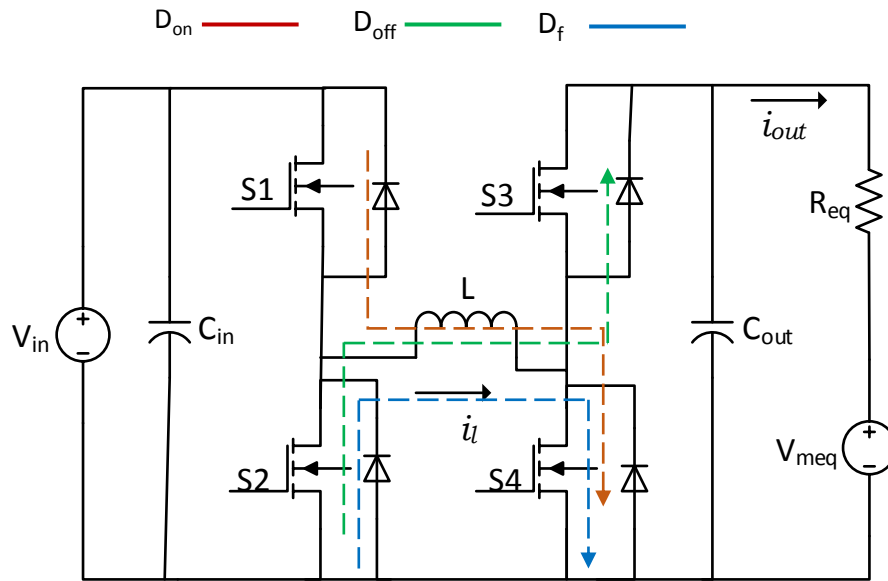 Don Doff Df
iout
S1 S3
Req
L
Vin + − Cin Cout
il
S2 S4
Vmeq + −